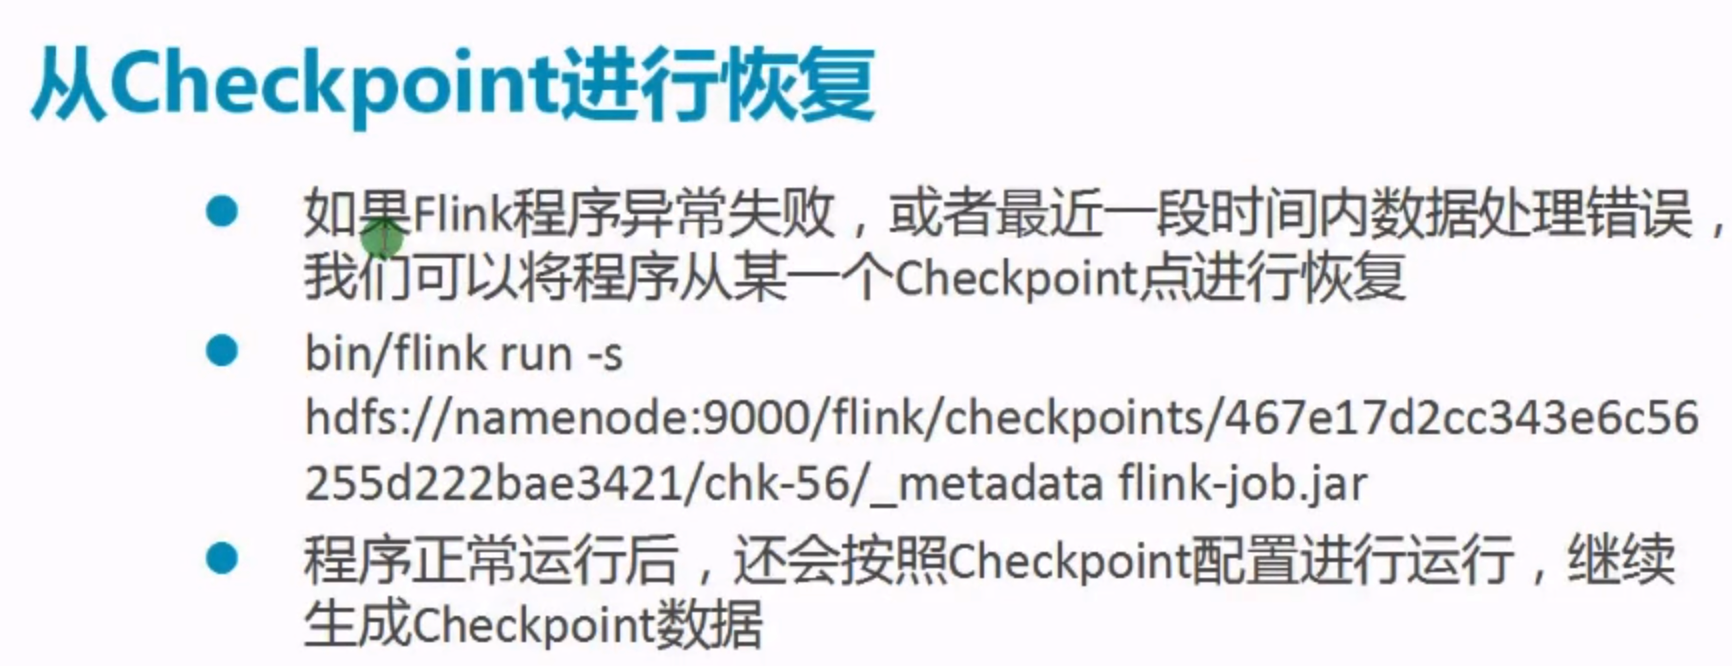 从Checkpoint进行恢复
如果Flink程序异常失败，或者最近一段时间内数据处理错误，
我们可以将程序从某一个Checkpoint点进行恢复
bin/flink run -s
hdfs://namenode:9000/flink/checkpoints/467e17d2cc343e6c56
255d222bae3421/chk-56/_metadata flink-job.jar
程序正常运行后，还会按照Checkpoint配置进行运行，继续
生成Checkpoint数据